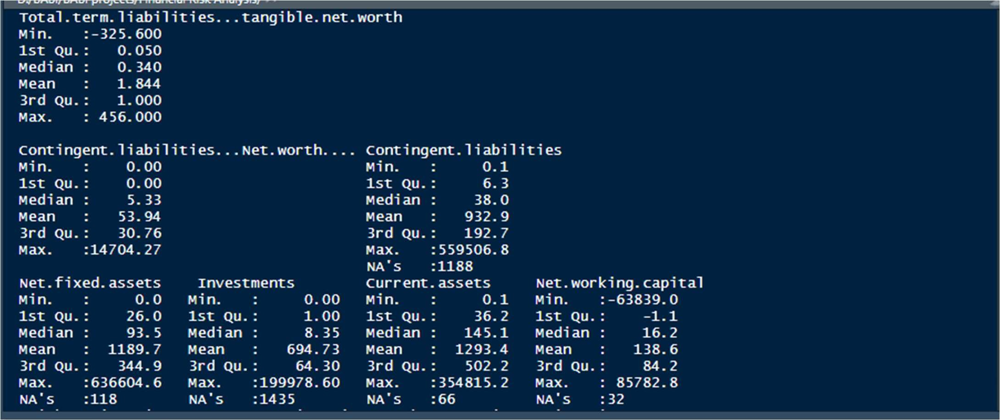 D:/BABI/BABI projects/Financial Risk Analysis/
Total.term.liabilities...tangible.net.worth
Min.   :-325.600
1st Qu.:   0.050
Median :   0.340
Mean   :   1.844
3rd Qu.:   1.000
Max.   : 456.000
Contingent.liabilities...Net.worth.... Contingent.liabilities
Min.   :    0.00                       Min.   :     0.1
1st Qu.:    0.00                       1st Qu.:     6.3
Median :    5.33                       Median :    38.0
Mean   :   53.94                       Mean   :   932.9
3rd Qu.:   30.76                       3rd Qu.:   192.7
Max.   :14704.27                       Max.   :559506.8
NA's   :1188
Net.fixed.assets    Investments        Current.assets     Net.working.capital
Min.   :     0.0   Min.   :     0.00   Min.   :     0.1   Min.   :-63839.0
1st Qu.:    26.0   1st Qu.:     1.00   1st Qu.:    36.2   1st Qu.:    -1.1
Median :    93.5   Median :     8.35   Median :   145.1   Median :    16.2
Mean   :  1189.7   Mean   :   694.73   Mean   :  1293.4   Mean   :   138.6
3rd Qu.:   344.9   3rd Qu.:    64.30   3rd Qu.:   502.2   3rd Qu.:    84.2
Max.   :636604.6   Max.   :199978.60   Max.   :354815.2   Max.   : 85782.8
NA's   :118        NA's   :1435        NA's   :66         NA's   :32